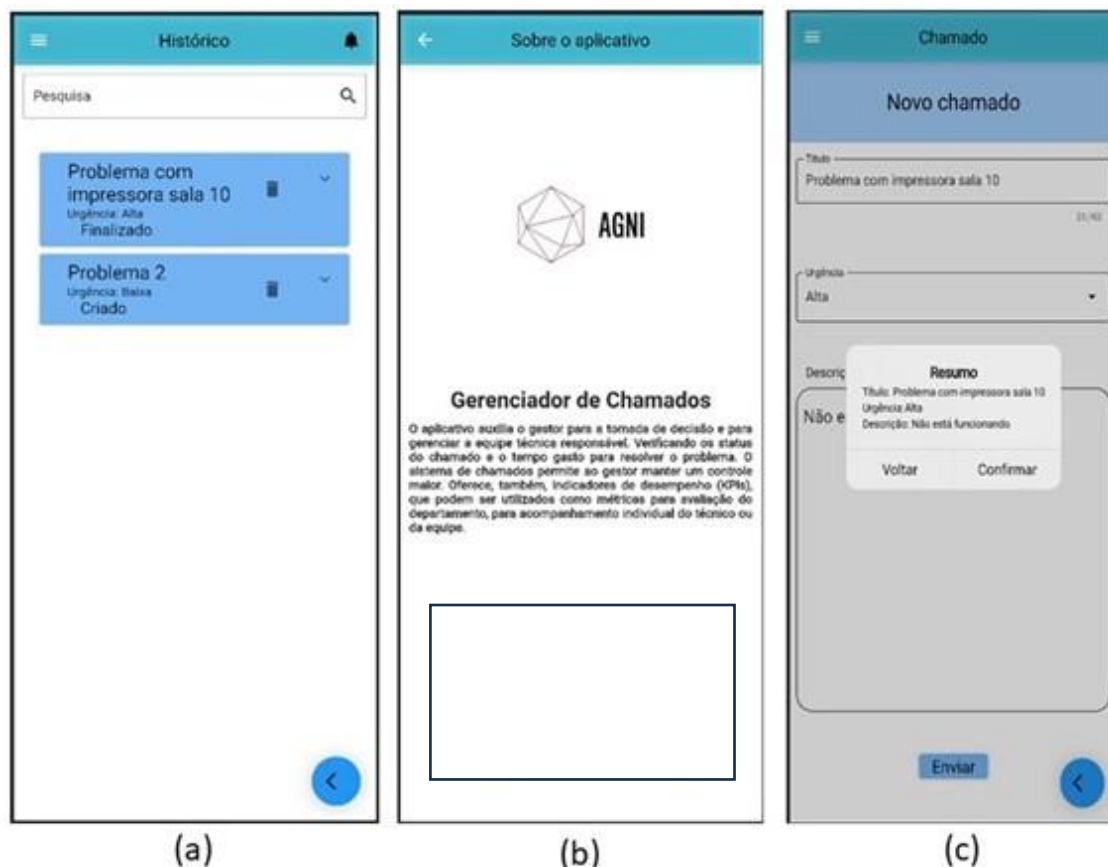 Histórico
Pesquisa
Problema com
impressora sala 10
Urgência: Alta
Finalizado
Problema 2
Urgência: Baixa
Criado
(a)
Sobre o aplicativo
AGNI
Gerenciador de Chamados
O aplicativo auxilia o gestor para a tomada de decisão e para
gerenciar a equipe técnica responsável. Verificando os status
do chamado e o tempo gasto para resolver o problema. O
sistema de chamados permite ao gestor manter um controle
maior. Oferece, também, indicadores de desempenho (KPIs),
que podem ser utilizados como métricas para avaliação do
departamento, para acompanhamento individual do técnico ou
da equipe.
(b)
Chamado
Novo chamado
Título
Problema com impressora sala 10
Urgência
Alta
Descriç
Não e
Resumo
Título: Problema com impressora sala 10
Urgência:Alta
Descrição: Não está funcionando
Voltar Confirmar
Enviar
(c)